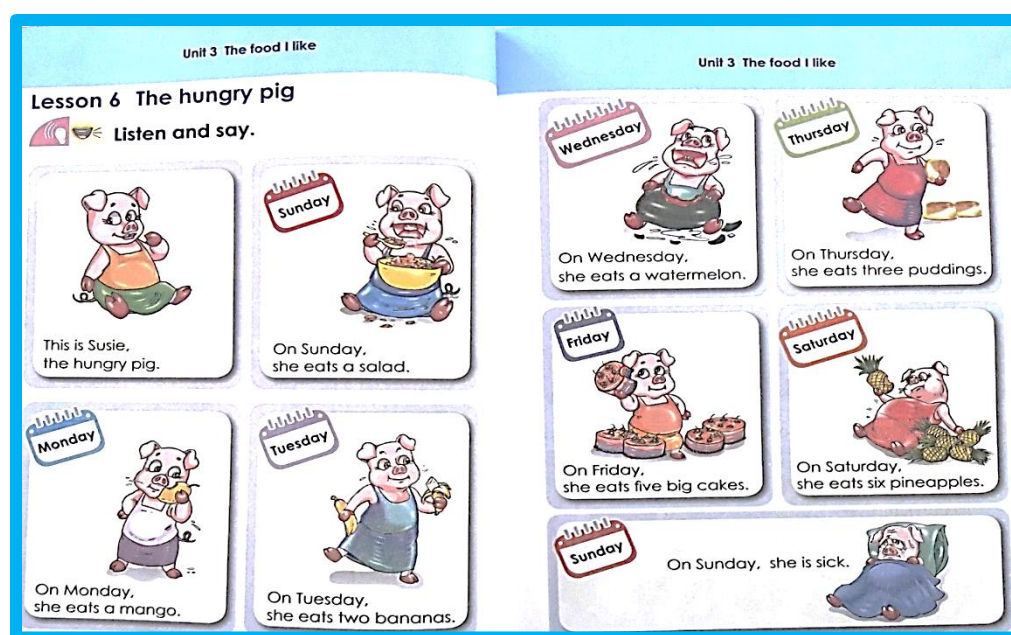 Unit 3 The food I like
Lesson 6 The hungry pig
Listen and say.
This is Susie,
the hungry pig.
Sunday
On Sunday,
she eats a salad.
Monday
On Monday,
she eats a mango.
Tuesday
On Tuesday,
she eats two bananas.
Unit 3 The food I like
Wednesday
On Wednesday,
she eats a watermelon.
Thursday
On Thursday,
she eats three puddings.
Friday
On Friday,
she eats five big cakes.
Saturday
On Saturday,
she eats six pineapples.
Sunday
On Sunday, she is sick.